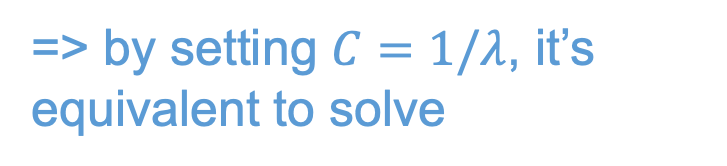 => by setting C = 1/λ, it’s
equivalent to solve